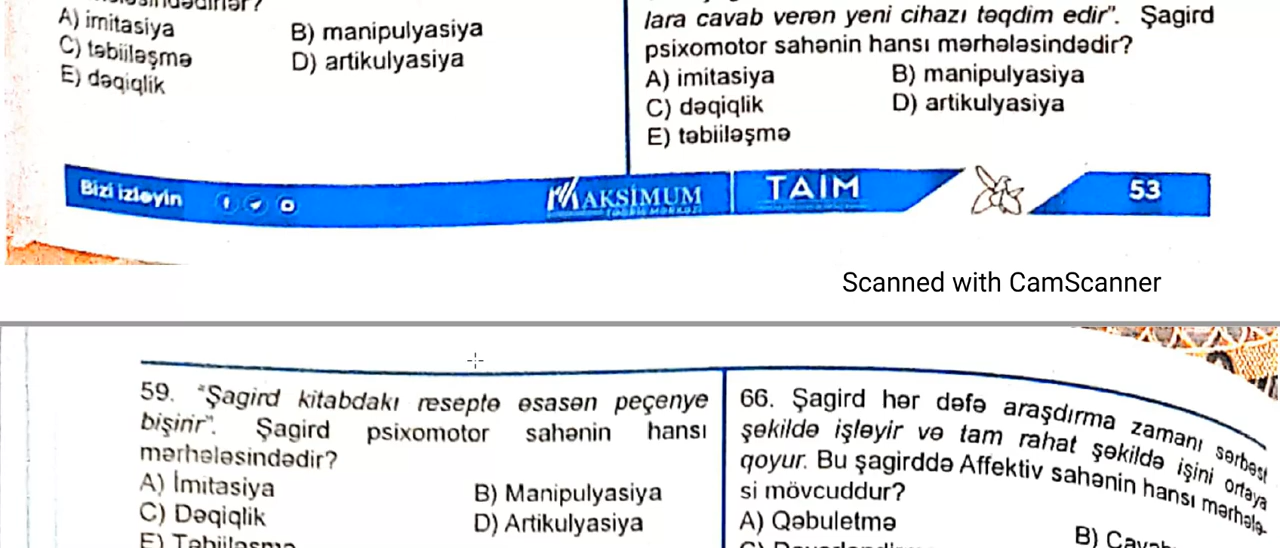 A) imitasiya
B) manipulyasiya
C) təbiiləşmə
D) artikulyasiya
E) dəqiqlik
lara cavab verən yeni cihazı təqdim edir". Şagird
psixomotor sahənin hansı mərhələsindədir?
A) imitasiya
B) manipulyasiya
C) dəqiqlik
D) artikulyasiya
E) təbiiləşmə
Bizi izləyin
MAKSİMUM
TAİM
53
Scanned with CamScanner
59. "Şagird kitabdakı reseptə əsasən peçenye
bişirir". Şagird psixomotor sahənin hansı
mərhələsindədir?
A) İmitasiya
B) Manipulyasiya
C) Dəqiqlik
D) Artikulyasiya
66. Şagird hər dəfə araşdırma zamanı sərbəst
şəkildə işləyir və tam rahat şəkildə işini ortaya
qoyur. Bu şagirddə Affektiv sahənin hansı mərhələ-
si mövcuddur?
A) Qəbuletmə